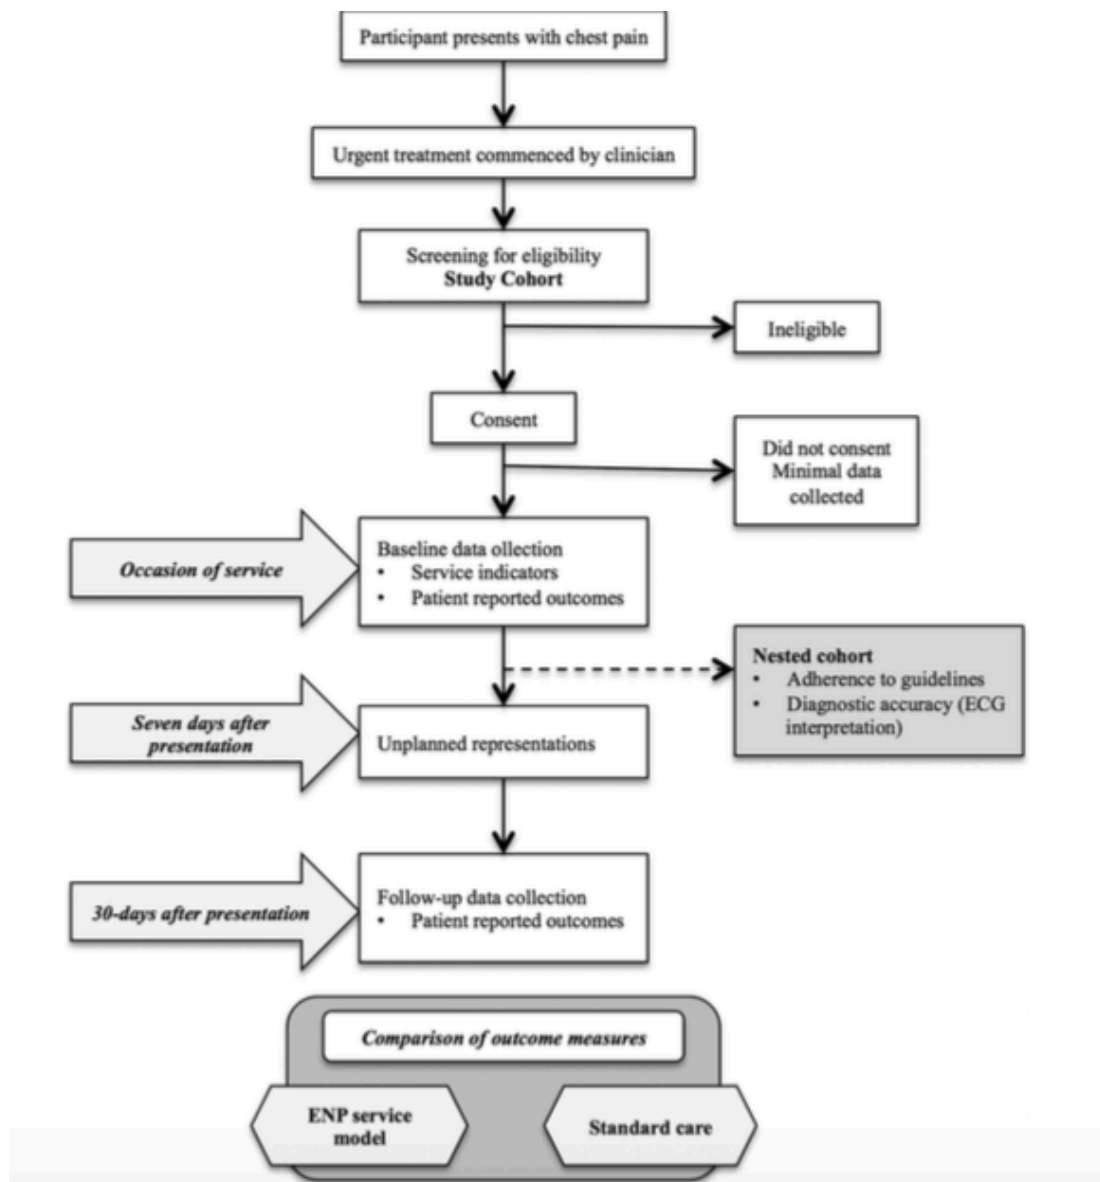 Participant presents with chest pain
Urgent treatment commenced by clinician
Screening for eligibility
Study Cohort
Ineligible
Consent
Did not consent
Minimal data
collected
Occasion of service
Baseline data ollection
• Service indicators
• Patient reported outcomes
Nested cohort
• Adherence to guidelines
• Diagnostic accuracy (ECG
interpretation)
Seven days after
presentation
Unplanned representations
30-days after presentation
Follow-up data collection
• Patient reported outcomes
Comparison of outcome measures
ENP service
model
Standard care